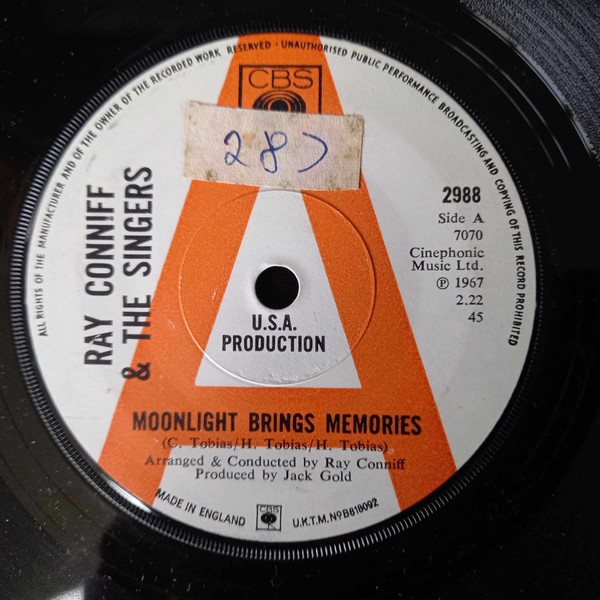 ALL RIGHTS OF THE MANUFACTURER AND OF THE OWNER OF THE RECORDED WORK RESERVED · UNAUTHORISED PUBLIC PERFORMANCE BROADCASTING AND COPYING OF THIS RECORD PROHIBITED
CBS
28
RAY CONNIFF
& THE SINGERS
2988
Side A
7070
Cinephonic
Music Ltd.
℗ 1967
2.22
45
U.S.A.
PRODUCTION
A
MOONLIGHT BRINGS MEMORIES
(C. Tobias/H. Tobias/H. Tobias)
Arranged & Conducted by Ray Conniff
Produced by Jack Gold
MADE IN ENGLAND
CBS
U.K.T.M. NºB818092